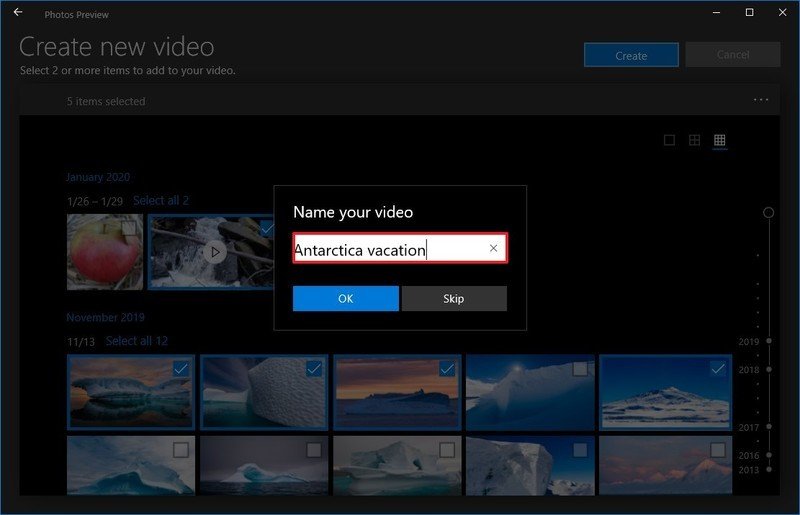 Photos Preview
Create new video
Select 2 or more items to add to your video.
Create
Cancel
5 items selected
January 2020
1/26 – 1/29 Select all 2
Name your video
Antarctica vacation
OK
Skip
November 2019
11/13 Select all 12
2019
2018
2017
2016
2013